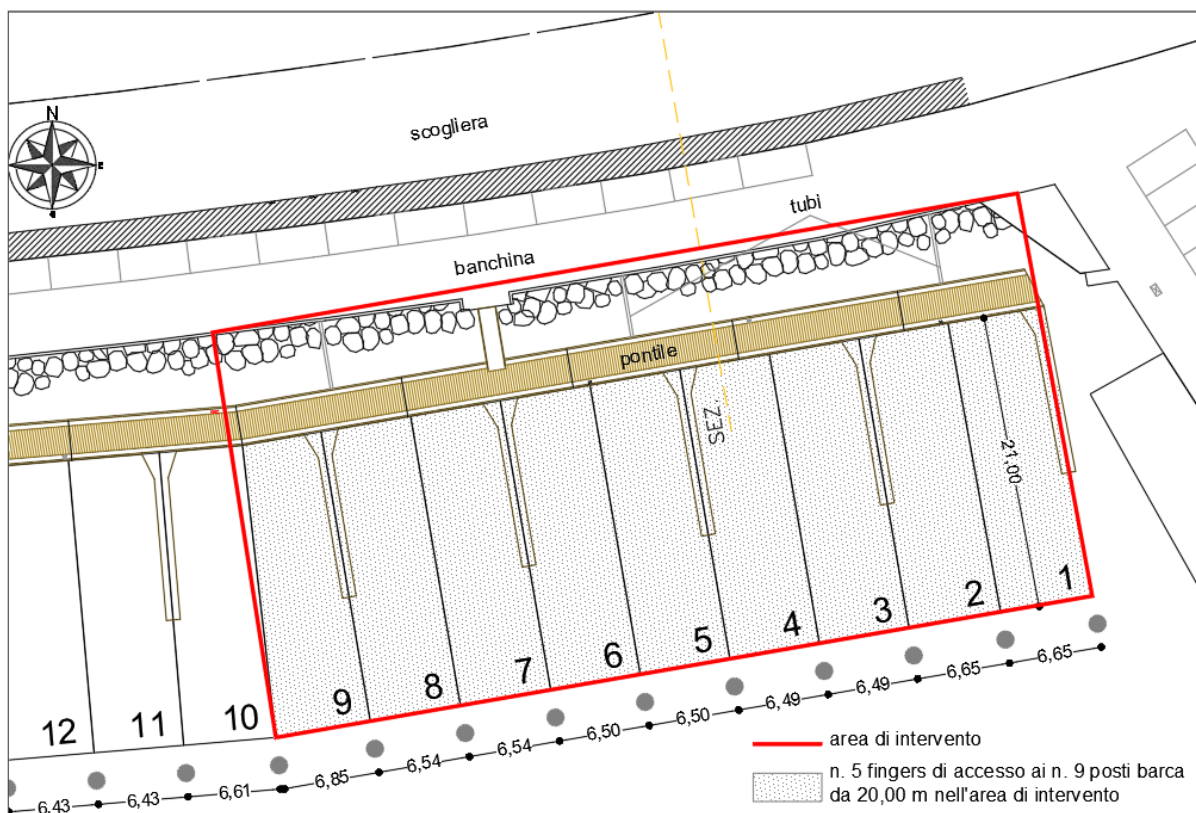 N
E
scogliera
tubi
banchina
pontile
SEZ.
21,00
12
11
10
9
8
7
6
5
4
3
2
1
6,43
6,43
6,61
6,85
6,54
6,54
6,50
6,50
6,49
6,49
6,65
6,65
area di intervento
n. 5 fingers di accesso ai n. 9 posti barca
da 20,00 m nell'area di intervento